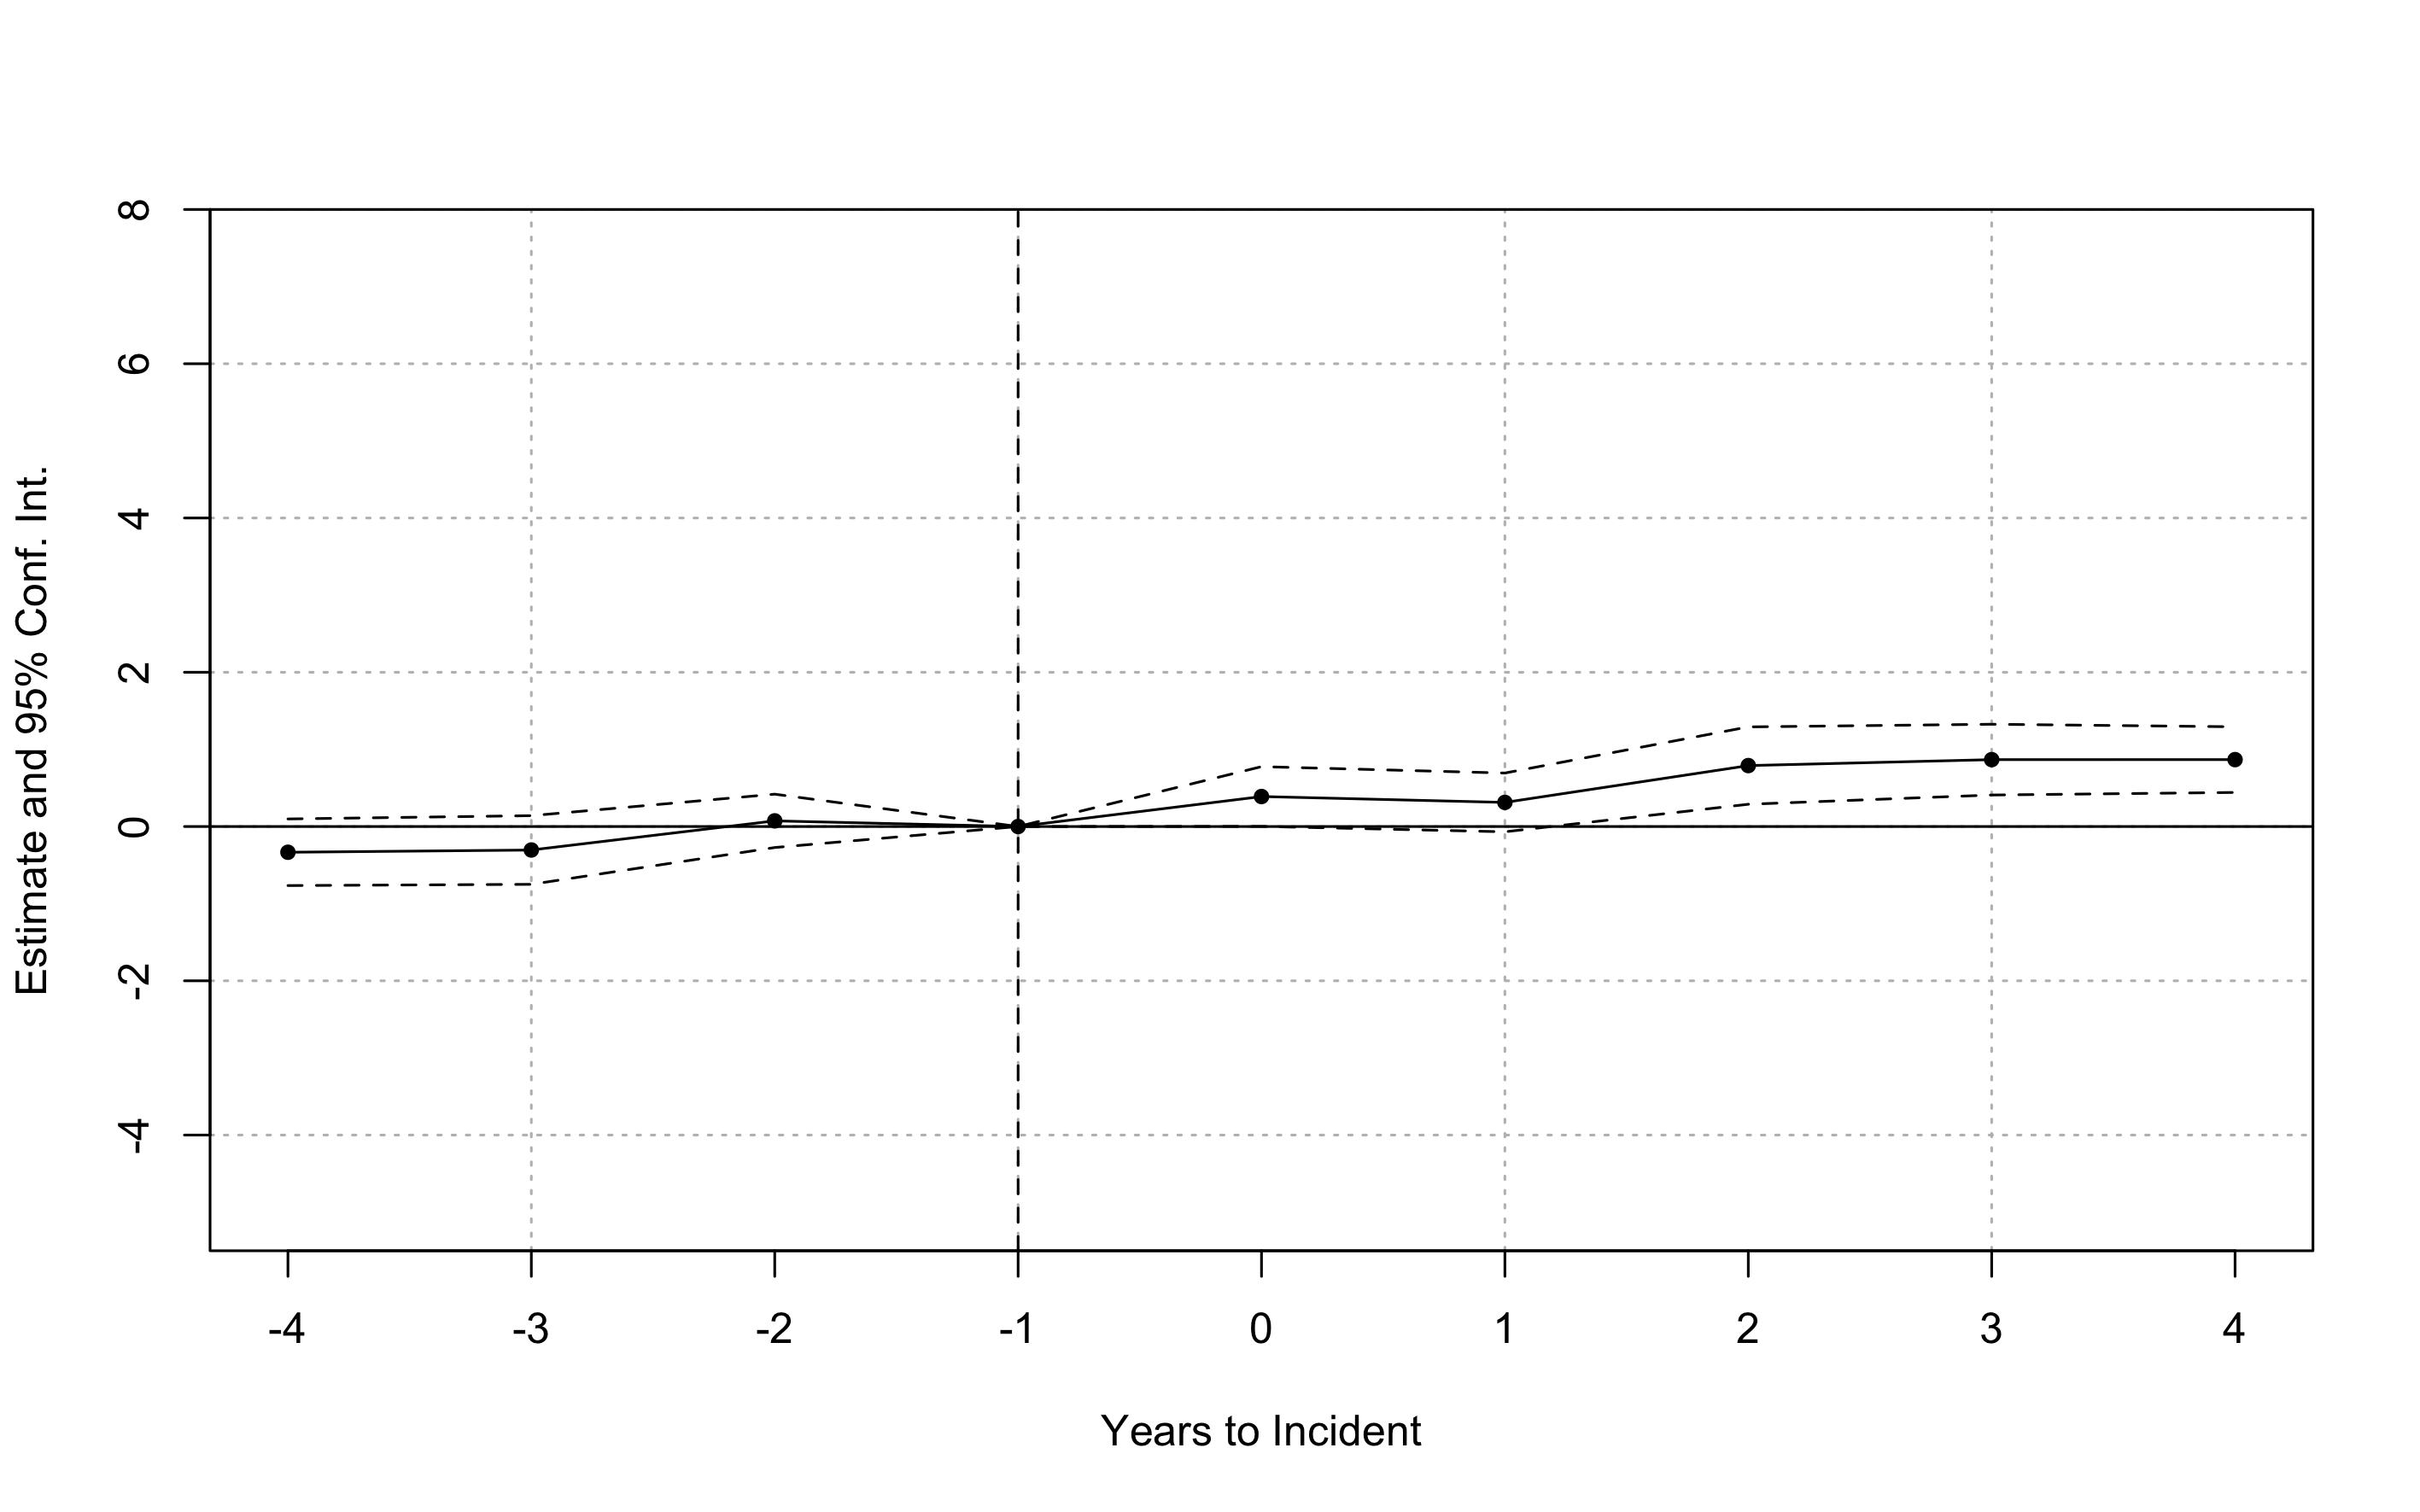 Estimate and 95% Conf. Int.
8
6
4
2
0
-2
-4
-4 -3 -2 -1 0 1 2 3 4
Years to Incident